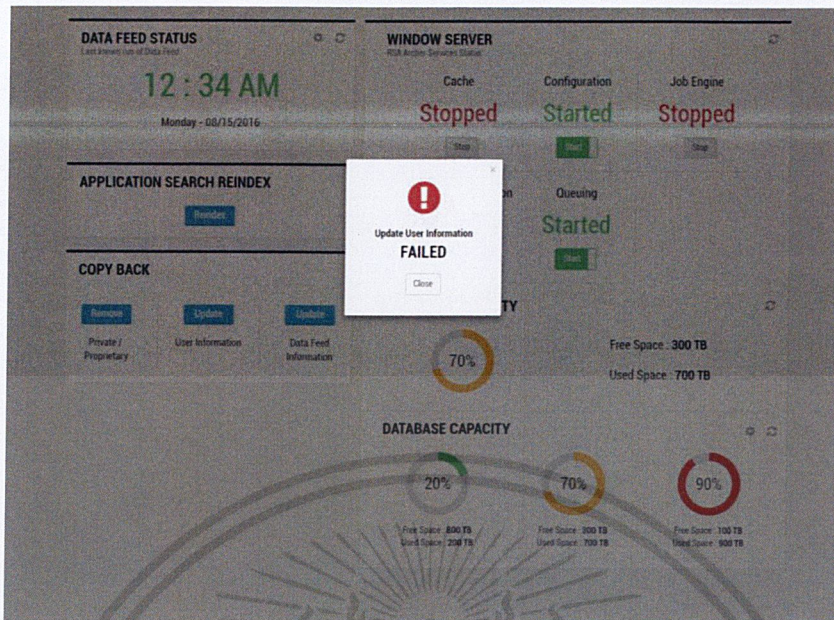 DATA FEED STATUS
Last known run of Data Feed
12 : 34 AM
Monday - 08/15/2016
APPLICATION SEARCH REINDEX
Reindex
COPY BACK
Remove
Update
Update
Private /
Proprietary
User Information
Data Feed
Information
WINDOW SERVER
RSA Archer Services Status
Cache
Configuration
Job Engine
Stopped
Started
Stopped
Stop
Start
Stop
on
Queuing
Started
Start
Update User Information
FAILED
Close
TY
70%
Free Space : 300 TB
Used Space : 700 TB
DATABASE CAPACITY
20%
70%
90%
Free Space : 800 TB
Used Space : 200 TB
Free Space : 300 TB
Used Space : 700 TB
Free Space : 100 TB
Used Space : 900 TB